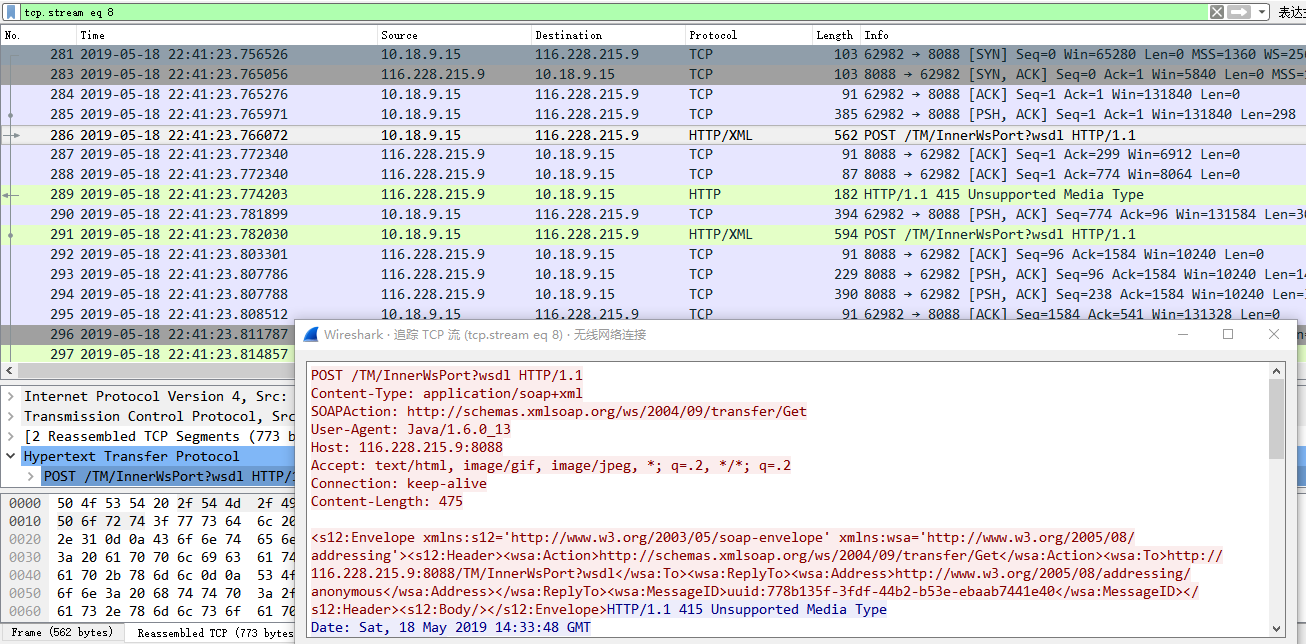 tcp.stream eq 8 表达
No. Time Source Destination Protocol Length Info
281 2019-05-18 22:41:23.756526 10.18.9.15 116.228.215.9 TCP 103 62982 → 8088 [SYN] Seq=0 Win=65280 Len=0 MSS=1360 WS=25
283 2019-05-18 22:41:23.765056 116.228.215.9 10.18.9.15 TCP 103 8088 → 62982 [SYN, ACK] Seq=0 Ack=1 Win=5840 Len=0 MSS=
284 2019-05-18 22:41:23.765276 10.18.9.15 116.228.215.9 TCP 91 62982 → 8088 [ACK] Seq=1 Ack=1 Win=131840 Len=0
285 2019-05-18 22:41:23.765971 10.18.9.15 116.228.215.9 TCP 385 62982 → 8088 [PSH, ACK] Seq=1 Ack=1 Win=131840 Len=298
286 2019-05-18 22:41:23.766072 10.18.9.15 116.228.215.9 HTTP/XML 562 POST /TM/InnerWsPort?wsdl HTTP/1.1
287 2019-05-18 22:41:23.772340 116.228.215.9 10.18.9.15 TCP 91 8088 → 62982 [ACK] Seq=1 Ack=299 Win=6912 Len=0
288 2019-05-18 22:41:23.772340 116.228.215.9 10.18.9.15 TCP 87 8088 → 62982 [ACK] Seq=1 Ack=774 Win=8064 Len=0
289 2019-05-18 22:41:23.774203 116.228.215.9 10.18.9.15 HTTP 182 HTTP/1.1 415 Unsupported Media Type
290 2019-05-18 22:41:23.781899 10.18.9.15 116.228.215.9 TCP 394 62982 → 8088 [PSH, ACK] Seq=774 Ack=96 Win=131584 Len=3
291 2019-05-18 22:41:23.782030 10.18.9.15 116.228.215.9 HTTP/XML 594 POST /TM/InnerWsPort?wsdl HTTP/1.1
292 2019-05-18 22:41:23.803301 116.228.215.9 10.18.9.15 TCP 91 8088 → 62982 [ACK] Seq=96 Ack=1584 Win=10240 Len=0
293 2019-05-18 22:41:23.807786 116.228.215.9 10.18.9.15 TCP 229 8088 → 62982 [PSH, ACK] Seq=96 Ack=1584 Win=10240 Len=1
294 2019-05-18 22:41:23.807788 116.228.215.9 10.18.9.15 TCP 390 8088 → 62982 [PSH, ACK] Seq=238 Ack=1584 Win=10240 Len=
295 2019-05-18 22:41:23.808512 10.18.9.15 116.228.215.9 TCP 91 62982 → 8088 [ACK] Seq=1584 Ack=541 Win=131328 Len=0
296 2019-05-18 22:41:23.811787
297 2019-05-18 22:41:23.814857
Internet Protocol Version 4, Src:
Transmission Control Protocol, Src
[2 Reassembled TCP Segments (773 b
Hypertext Transfer Protocol
POST /TM/InnerWsPort?wsdl HTTP/1
0000 50 4f 53 54 20 2f 54 4d 2f 49
0010 50 6f 72 74 3f 77 73 64 6c 20
0020 2e 31 0d 0a 43 6f 6e 74 65 6e
0030 3a 20 61 70 70 6c 69 63 61 74
0040 61 70 2b 78 6d 6c 0d 0a 53 4f
0050 6f 6e 3a 20 68 74 74 70 3a 2f
0060 61 73 2e 78 6d 6c 73 6f 61 70
Frame (562 bytes) Reassembled TCP (773 bytes
Wireshark · 追踪 TCP 流 (tcp.stream eq 8) · 无线网络连接
POST /TM/InnerWsPort?wsdl HTTP/1.1
Content-Type: application/soap+xml
SOAPAction: http://schemas.xmlsoap.org/ws/2004/09/transfer/Get
User-Agent: Java/1.6.0_13
Host: 116.228.215.9:8088
Accept: text/html, image/gif, image/jpeg, *; q=.2, */*; q=.2
Connection: keep-alive
Content-Length: 475
<s12:Envelope xmlns:s12='http://www.w3.org/2003/05/soap-envelope' xmlns:wsa='http://www.w3.org/2005/08/
addressing'><s12:Header><wsa:Action>http://schemas.xmlsoap.org/ws/2004/09/transfer/Get</wsa:Action><wsa:To>http://
116.228.215.9:8088/TM/InnerWsPort?wsdl</wsa:To><wsa:ReplyTo><wsa:Address>http://www.w3.org/2005/08/addressing/
anonymous</wsa:Address></wsa:ReplyTo><wsa:MessageID>uuid:778b135f-3fdf-44b2-b53e-ebaab7441e40</wsa:MessageID></
s12:Header><s12:Body/></s12:Envelope>HTTP/1.1 415 Unsupported Media Type
Date: Sat, 18 May 2019 14:33:48 GMT